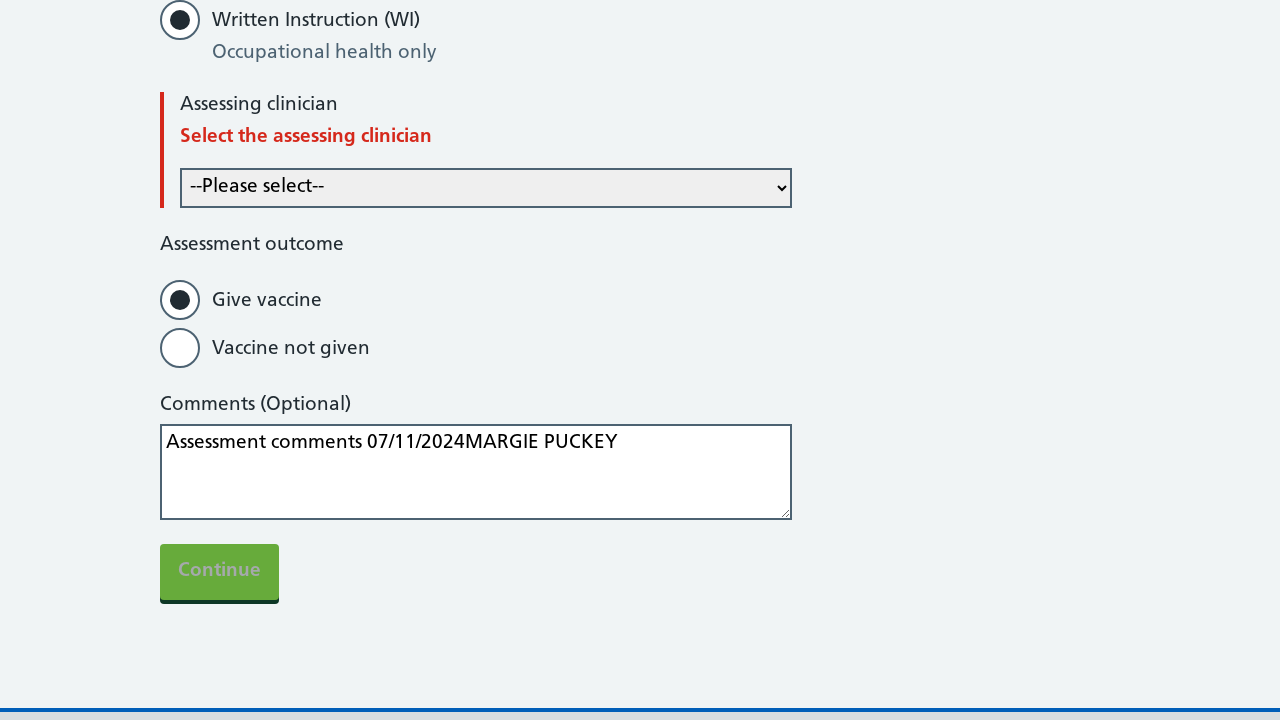 Written Instruction (WI)
Occupational health only
Assessing clinician
Select the assessing clinician
--Please select--
Assessment outcome
Give vaccine
Vaccine not given
Comments (Optional)
Assessment comments 07/11/2024MARGIE PUCKEY
Continue